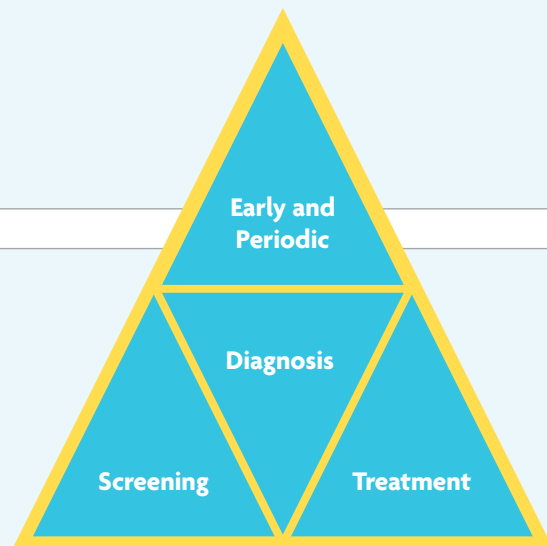 Early and
Periodic
Diagnosis
Screening
Treatment